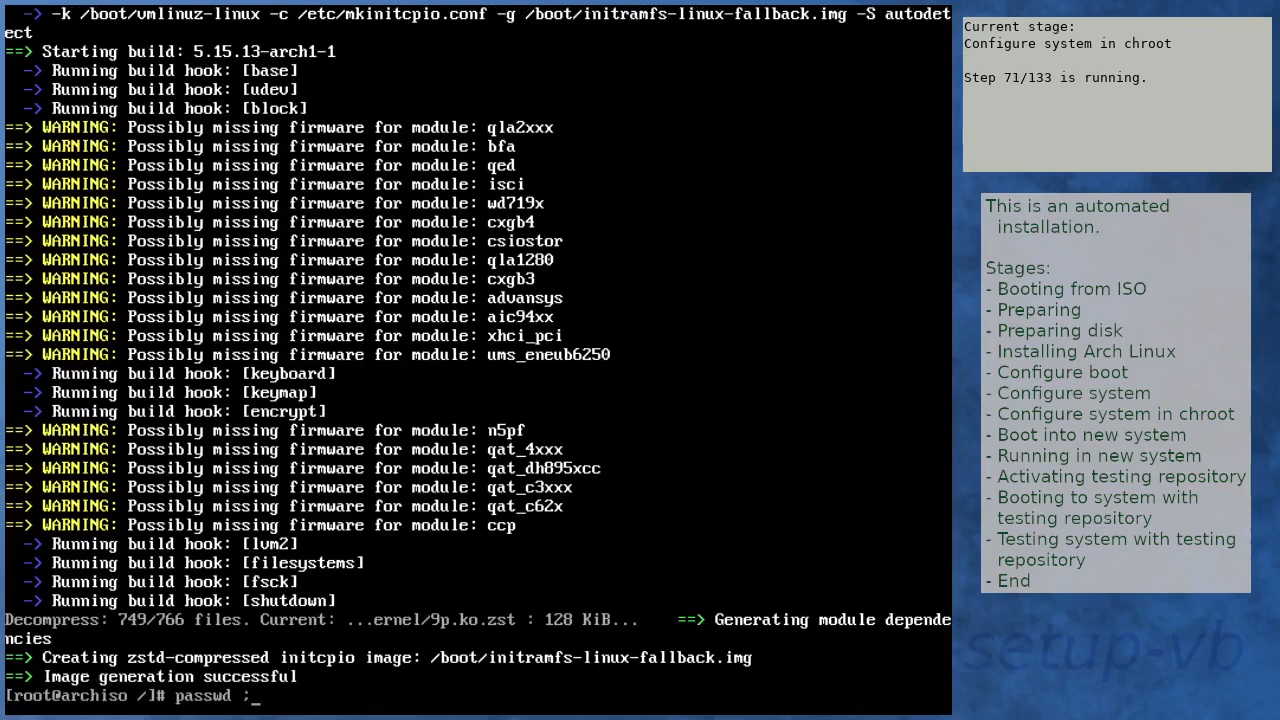 -> -k /boot/vmlinuz-linux -c /etc/mkinitcpio.conf -g /boot/initramfs-linux-fallback.img -S autodet
ect
==> Starting build: 5.15.13-arch1-1
-> Running build hook: [base]
-> Running build hook: [udev]
-> Running build hook: [block]
==> WARNING: Possibly missing firmware for module: qla2xxx
==> WARNING: Possibly missing firmware for module: bfa
==> WARNING: Possibly missing firmware for module: qed
==> WARNING: Possibly missing firmware for module: isci
==> WARNING: Possibly missing firmware for module: wd719x
==> WARNING: Possibly missing firmware for module: cxgb4
==> WARNING: Possibly missing firmware for module: csiostor
==> WARNING: Possibly missing firmware for module: qla1280
==> WARNING: Possibly missing firmware for module: cxgb3
==> WARNING: Possibly missing firmware for module: advansys
==> WARNING: Possibly missing firmware for module: aic94xx
==> WARNING: Possibly missing firmware for module: xhci_pci
==> WARNING: Possibly missing firmware for module: ums_eneub6250
-> Running build hook: [keyboard]
-> Running build hook: [keymap]
-> Running build hook: [encrypt]
==> WARNING: Possibly missing firmware for module: n5pf
==> WARNING: Possibly missing firmware for module: qat_4xxx
==> WARNING: Possibly missing firmware for module: qat_dh895xcc
==> WARNING: Possibly missing firmware for module: qat_c3xxx
==> WARNING: Possibly missing firmware for module: qat_c62x
==> WARNING: Possibly missing firmware for module: ccp
-> Running build hook: [lvm2]
-> Running build hook: [filesystems]
-> Running build hook: [fsck]
-> Running build hook: [shutdown]
Decompress: 749/766 files. Current: ...ernel/9p.ko.zst : 128 KiB... ==> Generating module depende
ncies
==> Creating zstd-compressed initcpio image: /boot/initramfs-linux-fallback.img
==> Image generation successful
[root@archiso /]# passwd ;_
Current stage:
Configure system in chroot
Step 71/133 is running.
This is an automated
installation.
Stages:
- Booting from ISO
- Preparing
- Preparing disk
- Installing Arch Linux
- Configure boot
- Configure system
- Configure system in chroot
- Boot into new system
- Running in new system
- Activating testing repository
- Booting to system with
testing repository
- Testing system with testing
repository
- End
setup-vb